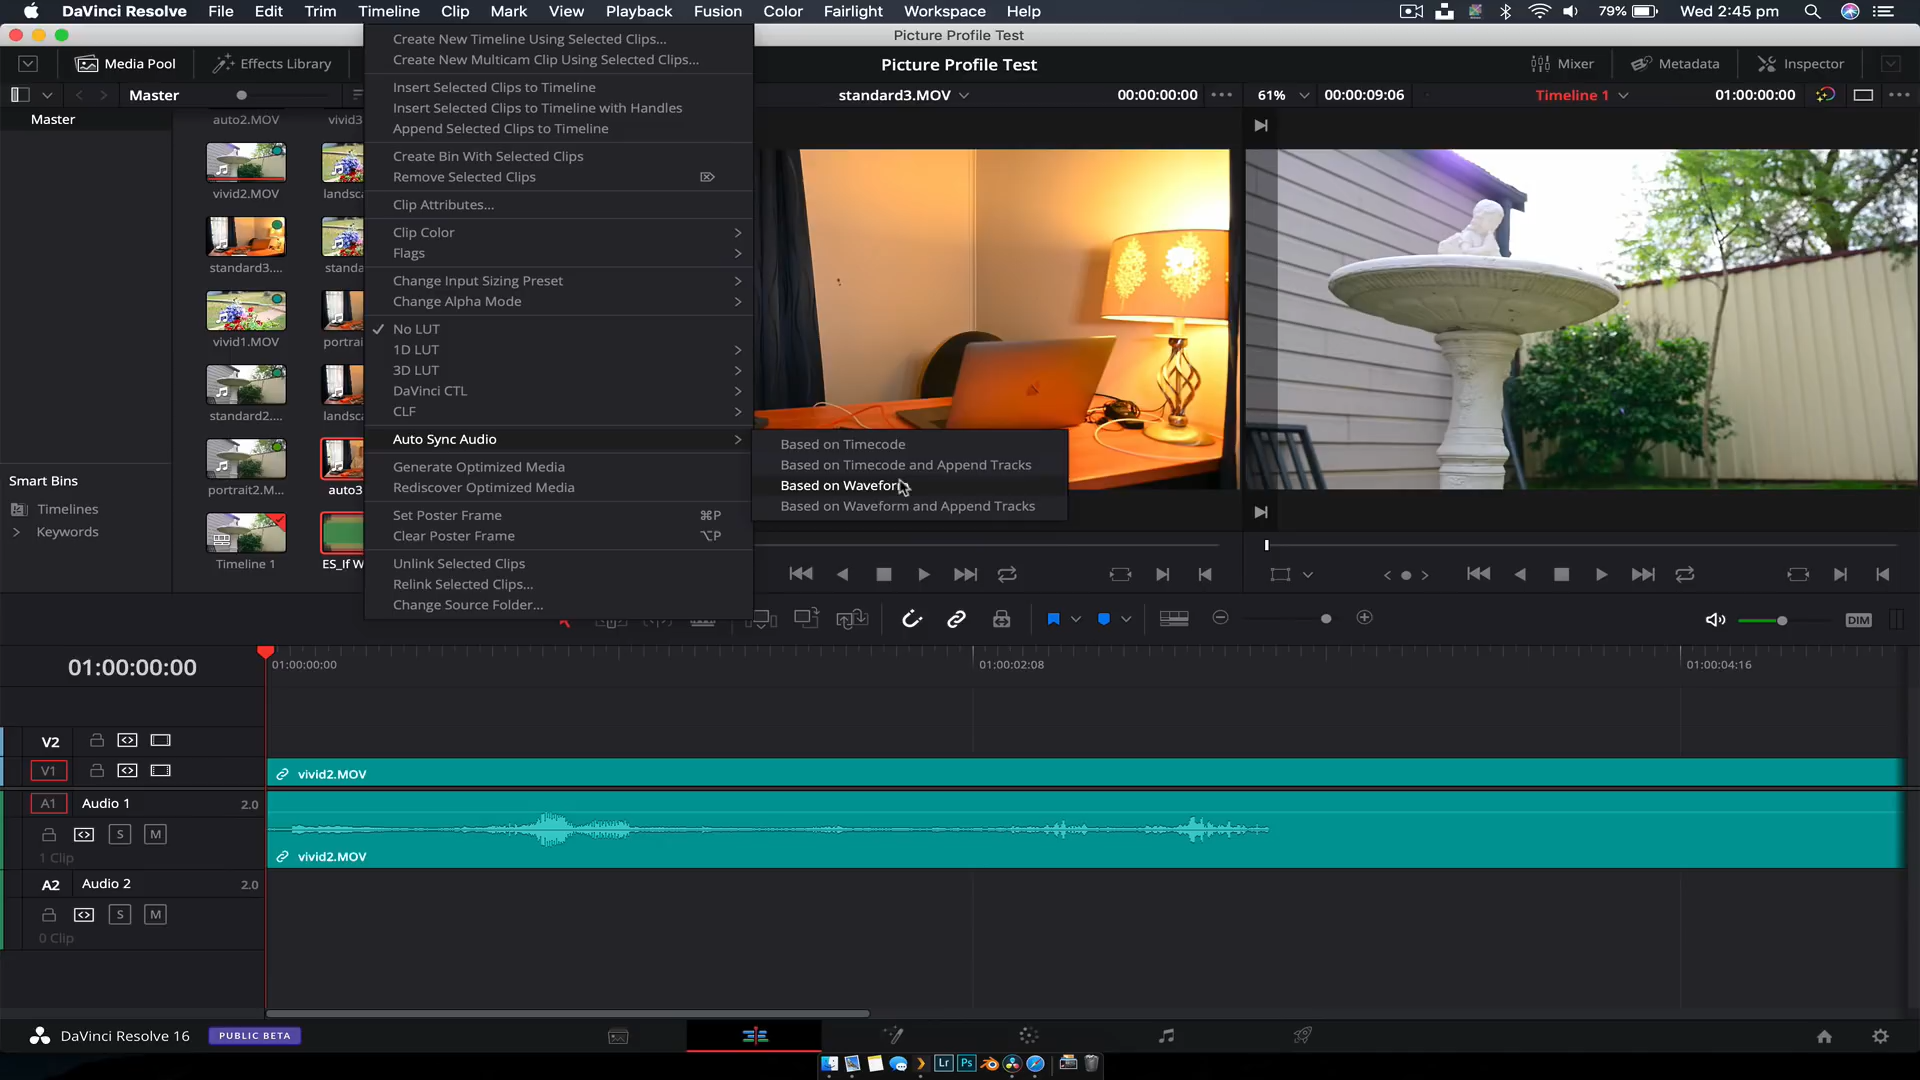 DaVinci Resolve File Edit Trim Timeline Clip Mark View Playback Fusion Color Fairlight Workspace Help 79% Wed 2:45 pm
Picture Profile Test
Media Pool Effects Library Picture Profile Test Mixer Metadata Inspector
Master standard3.MOV 00:00:00:00 61% 00:00:09:06 Timeline 1 01:00:00:00
Master
auto2.MOV vivid3
vivid2.MOV landsca
standard3.... standa
vivid1.MOV portrai
standard2.... landsc
portrait2.M... auto3
Timeline 1 ES_If W
Smart Bins
Timelines
Keywords
Create New Timeline Using Selected Clips...
Create New Multicam Clip Using Selected Clips...
Insert Selected Clips to Timeline
Insert Selected Clips to Timeline with Handles
Append Selected Clips to Timeline
Create Bin With Selected Clips
Remove Selected Clips ⌦
Clip Attributes...
Clip Color
Flags
Change Input Sizing Preset
Change Alpha Mode
No LUT
1D LUT
3D LUT
DaVinci CTL
CLF
Auto Sync Audio
Generate Optimized Media
Rediscover Optimized Media
Set Poster Frame ⌘P
Clear Poster Frame ⌥P
Unlink Selected Clips
Relink Selected Clips...
Change Source Folder...
Based on Timecode
Based on Timecode and Append Tracks
Based on Waveform
Based on Waveform and Append Tracks
DIM
01:00:00:00 01:00:00:00 01:00:02:08 01:00:04:16
V2
V1 vivid2.MOV
A1 Audio 1 2.0
S M
1 Clip vivid2.MOV
A2 Audio 2 2.0
S M
0 Clip
DaVinci Resolve 16 PUBLIC BETA
Lr Ps